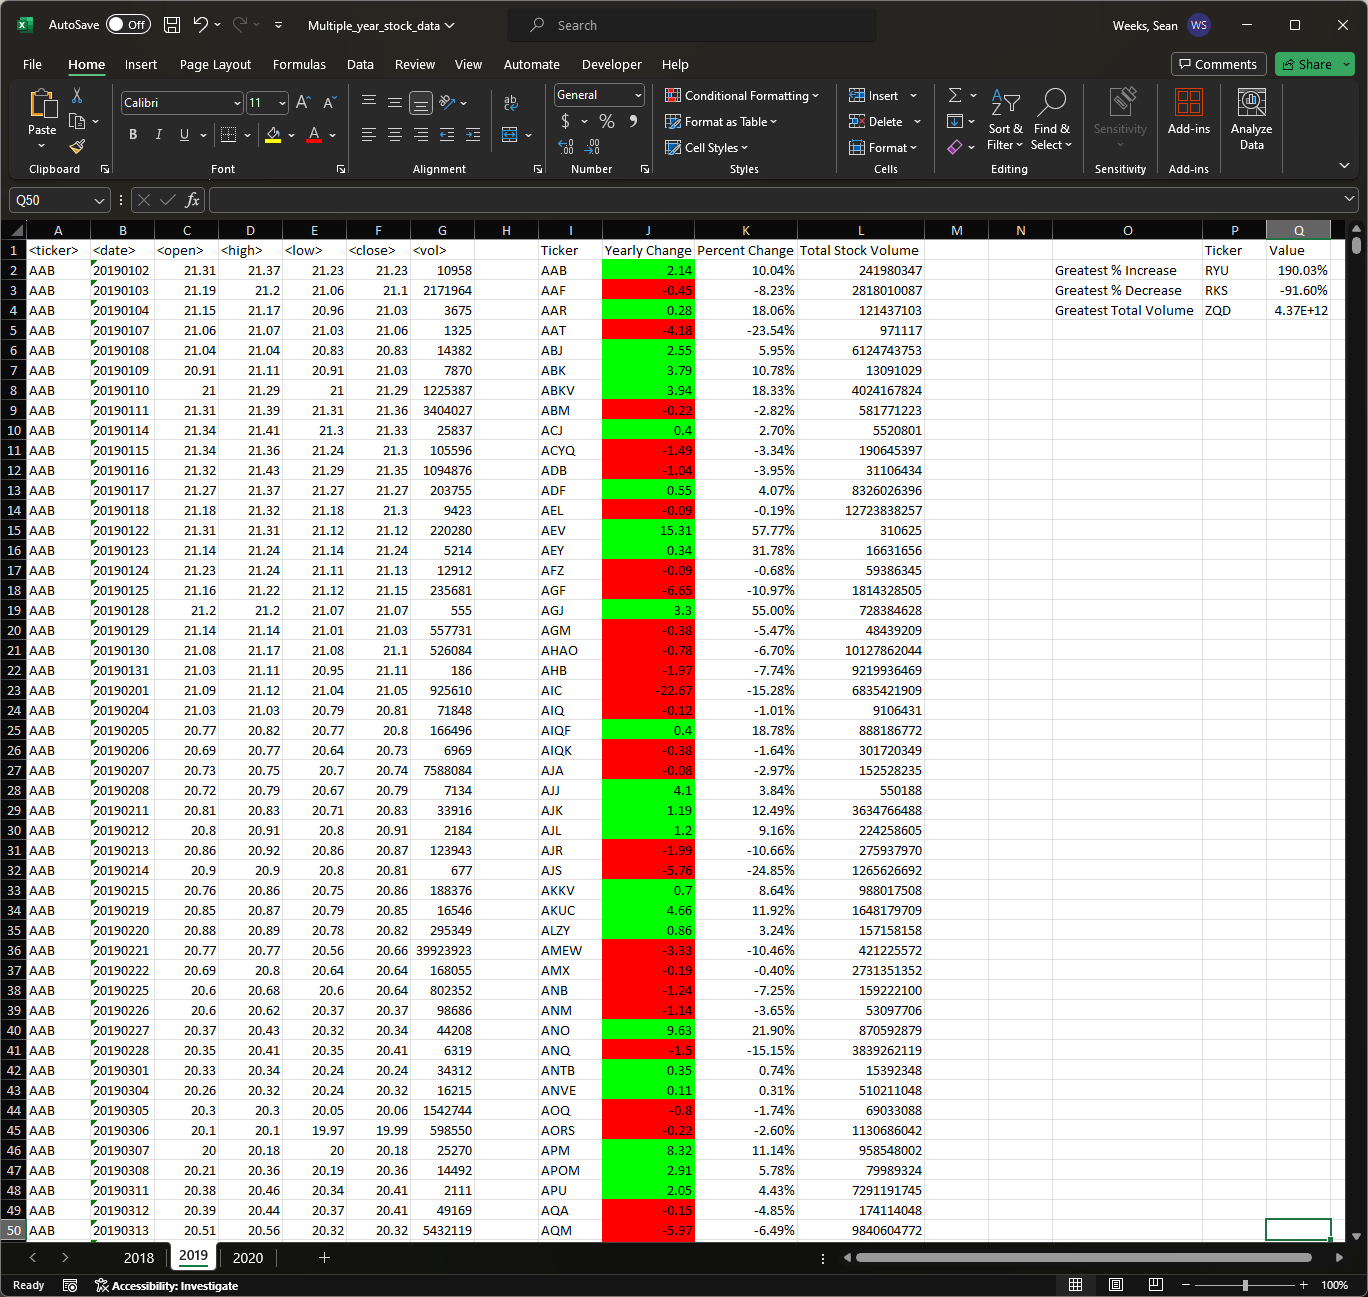 AutoSave Off Multiple_year_stock_data Search Weeks, Sean WS
File Home Insert Page Layout Formulas Data Review View Automate Developer Help Comments Share
Paste Calibri 11 A A ab General $ % 9 Conditional Formatting Format as Table Cell Styles Insert Delete Format Sort & Filter Find & Select Sensitivity Add-ins Analyze Data
B I U A
Clipboard Font Alignment Number Styles Cells Editing Sensitivity Add-ins
Q50 fx
A B C D E F G H I J K L M N O P Q
1 <ticker> <date> <open> <high> <low> <close> <vol> Ticker Yearly Change Percent Change Total Stock Volume Ticker Value
2 AAB 20190102 21.31 21.37 21.23 21.23 10958 AAB 2.14 10.04% 241980347 Greatest % Increase RYU 190.03%
3 AAB 20190103 21.19 21.2 21.06 21.1 2171964 AAF -0.45 -8.23% 2818010087 Greatest % Decrease RKS -91.60%
4 AAB 20190104 21.15 21.17 20.96 21.03 3675 AAR 0.28 18.06% 121437103 Greatest Total Volume ZQD 4.37E+12
5 AAB 20190107 21.06 21.07 21.03 21.06 1325 AAT -4.18 -23.54% 971117
6 AAB 20190108 21.04 21.04 20.83 20.83 14382 ABJ 2.55 5.95% 6124743753
7 AAB 20190109 20.91 21.11 20.91 21.03 7870 ABK 3.79 10.78% 13091029
8 AAB 20190110 21 21.29 21 21.29 1225387 ABKV 3.94 18.33% 4024167824
9 AAB 20190111 21.31 21.39 21.31 21.36 3404027 ABM -0.22 -2.82% 581771223
10 AAB 20190114 21.34 21.41 21.3 21.33 25837 ACJ 0.4 2.70% 5520801
11 AAB 20190115 21.34 21.36 21.24 21.3 105596 ACYQ -1.49 -3.34% 190645397
12 AAB 20190116 21.32 21.43 21.29 21.35 1094876 ADB -1.04 -3.95% 31106434
13 AAB 20190117 21.27 21.37 21.27 21.27 203755 ADF 0.55 4.07% 8326026396
14 AAB 20190118 21.18 21.32 21.18 21.3 9423 AEL -0.09 -0.19% 12723838257
15 AAB 20190122 21.31 21.31 21.12 21.12 220280 AEV 15.31 57.77% 310625
16 AAB 20190123 21.14 21.24 21.14 21.24 5214 AEY 0.34 31.78% 16631656
17 AAB 20190124 21.23 21.24 21.11 21.13 12912 AFZ -0.09 -0.68% 59386345
18 AAB 20190125 21.16 21.22 21.12 21.15 235681 AGF -6.65 -10.97% 1814328505
19 AAB 20190128 21.2 21.2 21.07 21.07 555 AGJ 3.3 55.00% 728384628
20 AAB 20190129 21.14 21.14 21.01 21.03 557731 AGM -0.38 -5.47% 48439209
21 AAB 20190130 21.08 21.17 21.08 21.1 526084 AHAO -0.78 -6.70% 10127862044
22 AAB 20190131 21.03 21.11 20.95 21.11 186 AHB -1.97 -7.74% 9219936469
23 AAB 20190201 21.09 21.12 21.04 21.05 925610 AIC -22.67 -15.28% 6835421909
24 AAB 20190204 21.03 21.03 20.79 20.81 71848 AIQ -0.12 -1.01% 9106431
25 AAB 20190205 20.77 20.82 20.77 20.8 166496 AIQF 0.4 18.78% 888186772
26 AAB 20190206 20.69 20.77 20.64 20.73 6969 AIQK -0.38 -1.64% 301720349
27 AAB 20190207 20.73 20.75 20.7 20.74 7588084 AJA -0.08 -2.97% 152528235
28 AAB 20190208 20.72 20.79 20.67 20.79 7134 AJJ 4.1 3.84% 550188
29 AAB 20190211 20.81 20.83 20.71 20.83 33916 AJK 1.19 12.49% 3634766488
30 AAB 20190212 20.8 20.91 20.8 20.91 2184 AJL 1.2 9.16% 224258605
31 AAB 20190213 20.86 20.92 20.86 20.87 123943 AJR -1.99 -10.66% 275937970
32 AAB 20190214 20.9 20.9 20.8 20.81 677 AJS -5.76 -24.85% 1265626692
33 AAB 20190215 20.76 20.86 20.75 20.86 188376 AKKV 0.7 8.64% 988017508
34 AAB 20190219 20.85 20.87 20.79 20.85 16546 AKUC 4.66 11.92% 1648179709
35 AAB 20190220 20.88 20.89 20.78 20.82 295349 ALZY 0.86 3.24% 157158158
36 AAB 20190221 20.77 20.77 20.56 20.66 39923923 AMEW -3.33 -10.46% 421225572
37 AAB 20190222 20.69 20.8 20.64 20.64 168055 AMX -0.19 -0.40% 2731351352
38 AAB 20190225 20.6 20.68 20.6 20.64 802352 ANB -1.24 -7.25% 159222100
39 AAB 20190226 20.6 20.62 20.37 20.37 98686 ANM -1.14 -3.65% 53097706
40 AAB 20190227 20.37 20.43 20.32 20.34 44208 ANO 9.63 21.90% 870592879
41 AAB 20190228 20.35 20.41 20.35 20.41 6319 ANQ -1.5 -15.15% 3839262119
42 AAB 20190301 20.33 20.34 20.24 20.24 34312 ANTB 0.35 0.74% 15392348
43 AAB 20190304 20.26 20.32 20.24 20.32 16215 ANVE 0.11 0.31% 510211048
44 AAB 20190305 20.3 20.3 20.05 20.06 1542744 AOQ -0.8 -1.74% 69033088
45 AAB 20190306 20.1 20.1 19.97 19.99 598550 AORS -0.22 -2.60% 1130686042
46 AAB 20190307 20 20.18 20 20.18 25270 APM 8.32 11.14% 958548002
47 AAB 20190308 20.21 20.36 20.19 20.36 14492 APOM 2.91 5.78% 79989324
48 AAB 20190311 20.38 20.46 20.34 20.41 2111 APU 2.05 4.43% 7291191745
49 AAB 20190312 20.39 20.44 20.37 20.41 49169 AQA -0.15 -4.85% 174114048
50 AAB 20190313 20.51 20.56 20.32 20.32 5432119 AQM -5.97 -6.49% 9840604772
2018 2019 2020
Ready Accessibility: Investigate 100%